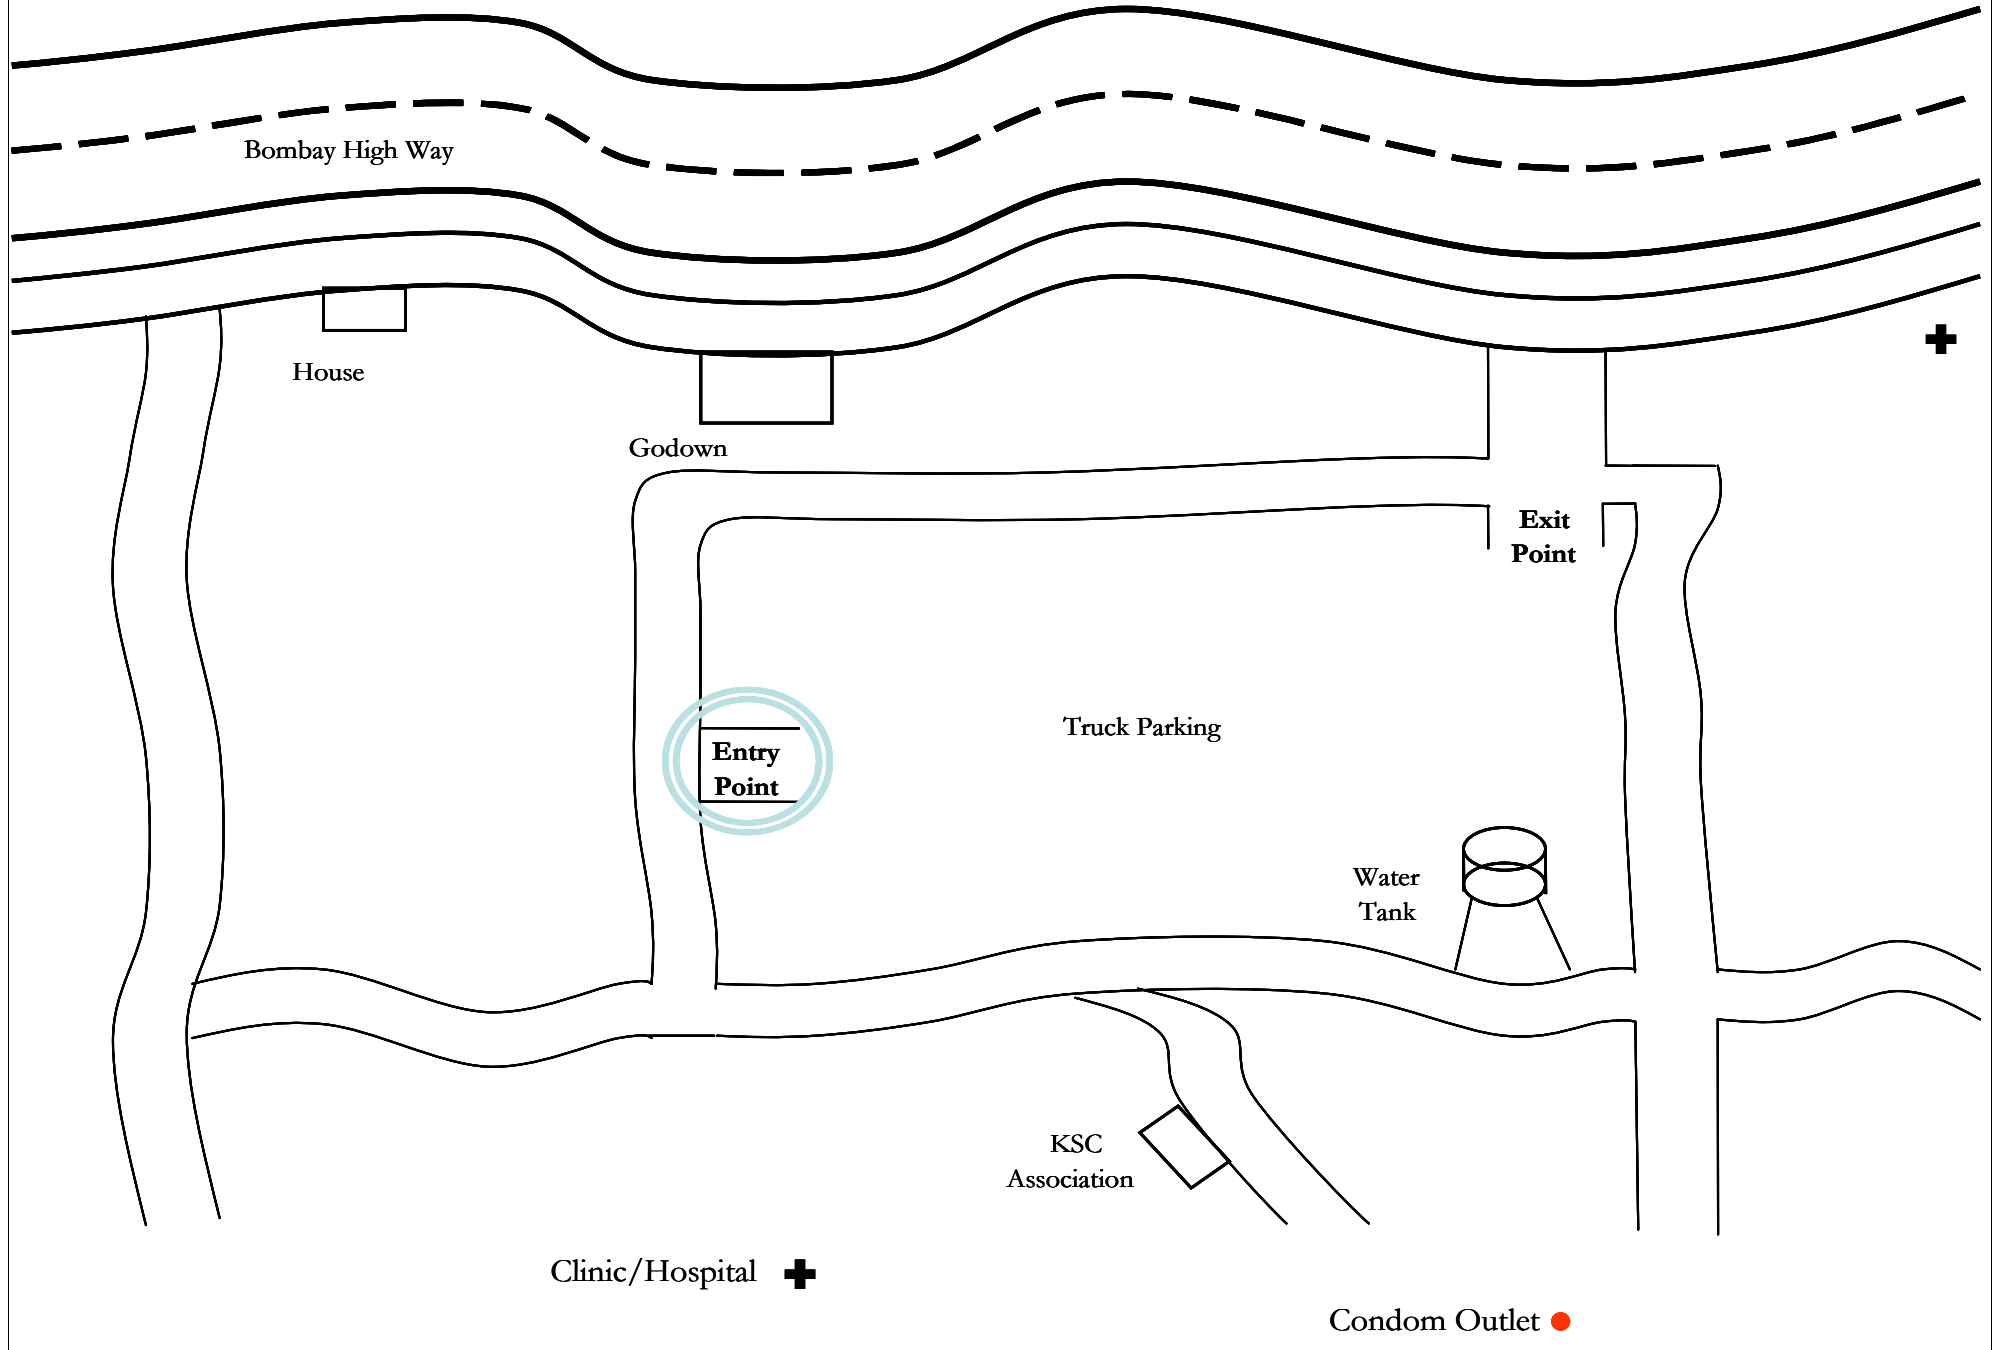 Bombay High Way
House
Godown
Exit
Point
Entry
Point
Truck Parking
Water
Tank
KSC
Association
Clinic/Hospital
Condom Outlet